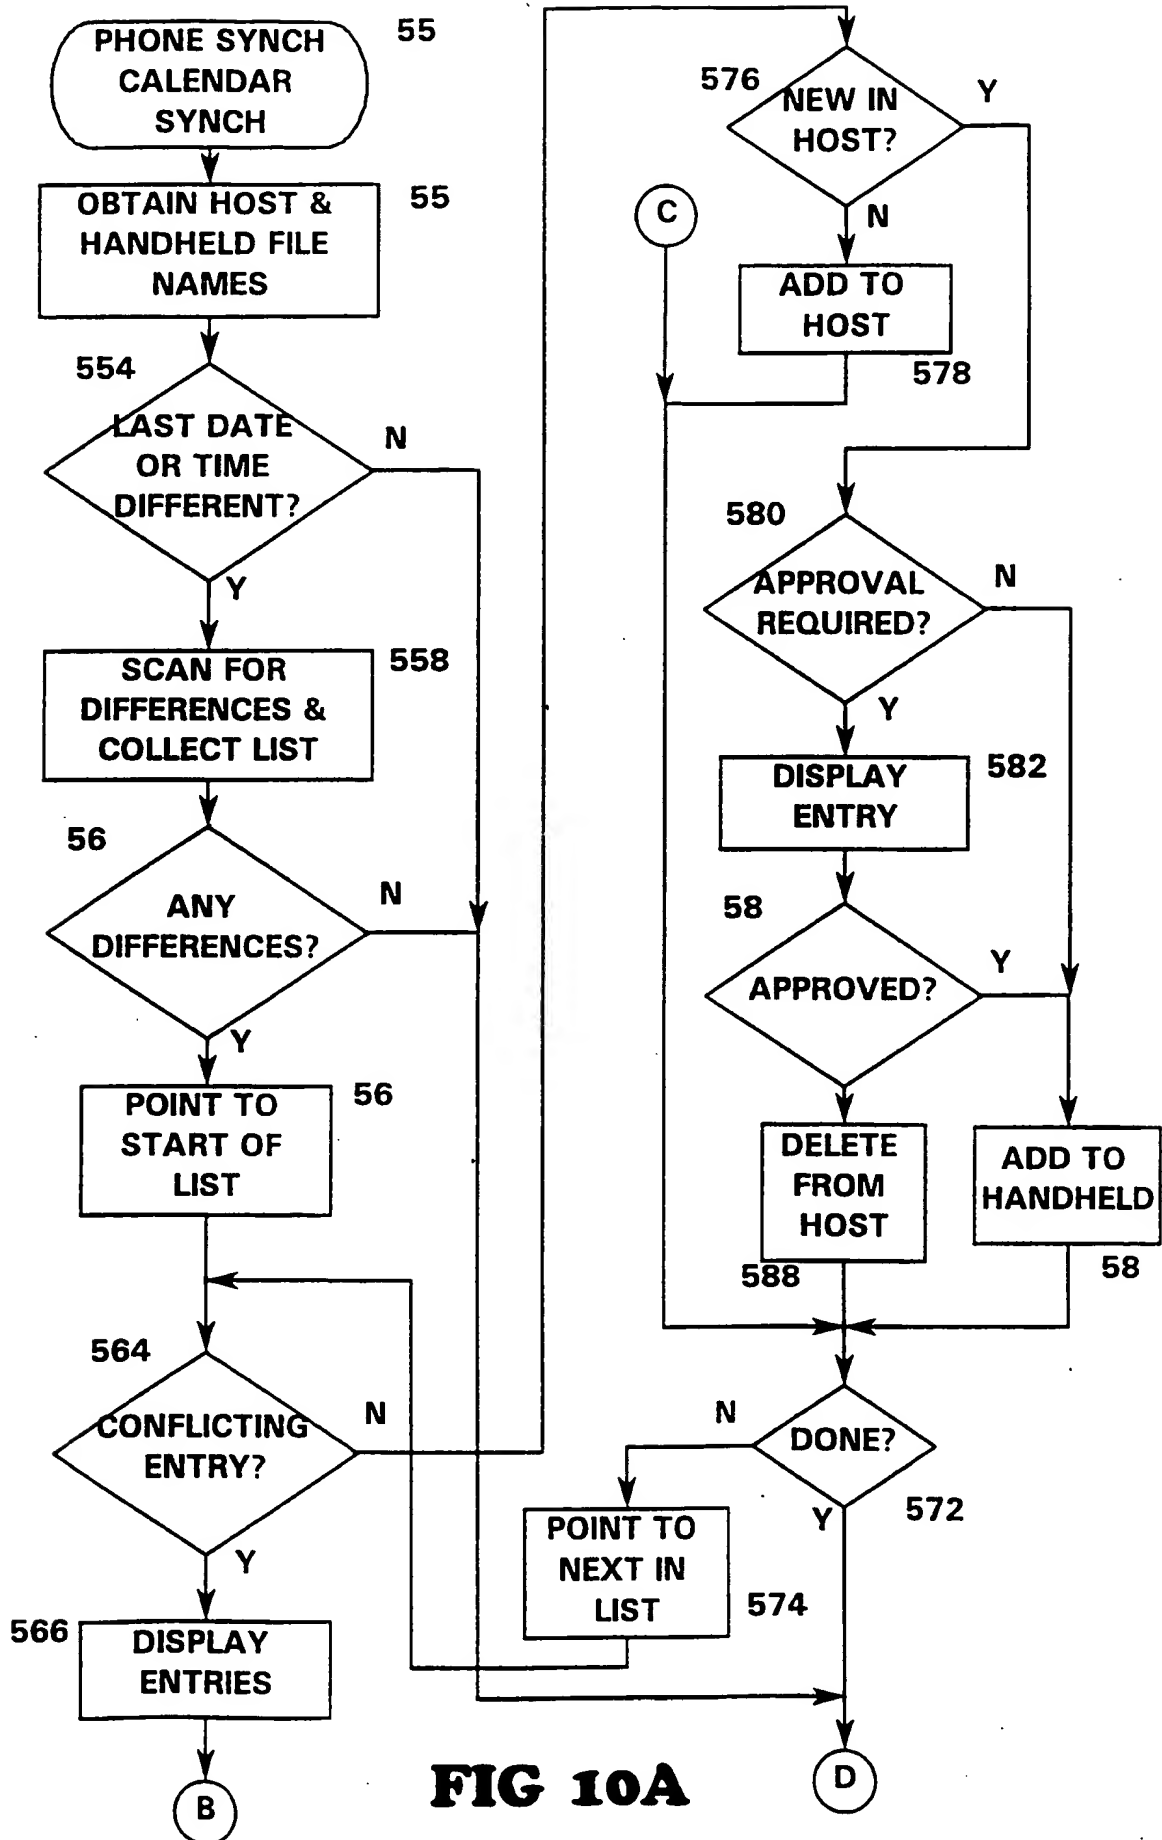 PHONE SYNCH
CALENDAR
SYNCH
55
OBTAIN HOST &
HANDHELD FILE
NAMES
55
554
LAST DATE
OR TIME
DIFFERENT?
N
Y
SCAN FOR
DIFFERENCES &
COLLECT LIST
558
56
ANY
DIFFERENCES?
N
Y
POINT TO
START OF
LIST
56
564
CONFLICTING
ENTRY?
N
Y
566
DISPLAY
ENTRIES
B
576
NEW IN
HOST?
Y
N
C
ADD TO
HOST
578
580
APPROVAL
REQUIRED?
N
Y
DISPLAY
ENTRY
582
58
APPROVED?
Y
DELETE
FROM
HOST
588
ADD TO
HANDHELD
58
N
DONE?
Y
572
POINT TO
NEXT IN
LIST
574
D
FIG 10A